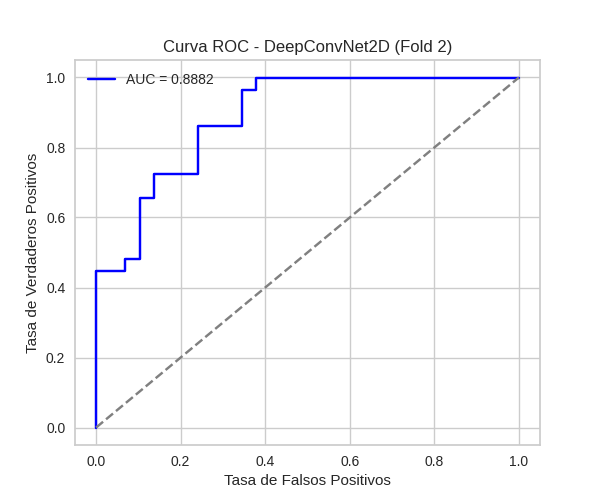 Curva ROC - DeepConvNet2D (Fold 2)
AUC = 0.8882
Tasa de Verdaderos Positivos
1.0
0.8
0.6
0.4
0.2
0.0
0.0 0.2 0.4 0.6 0.8 1.0
Tasa de Falsos Positivos